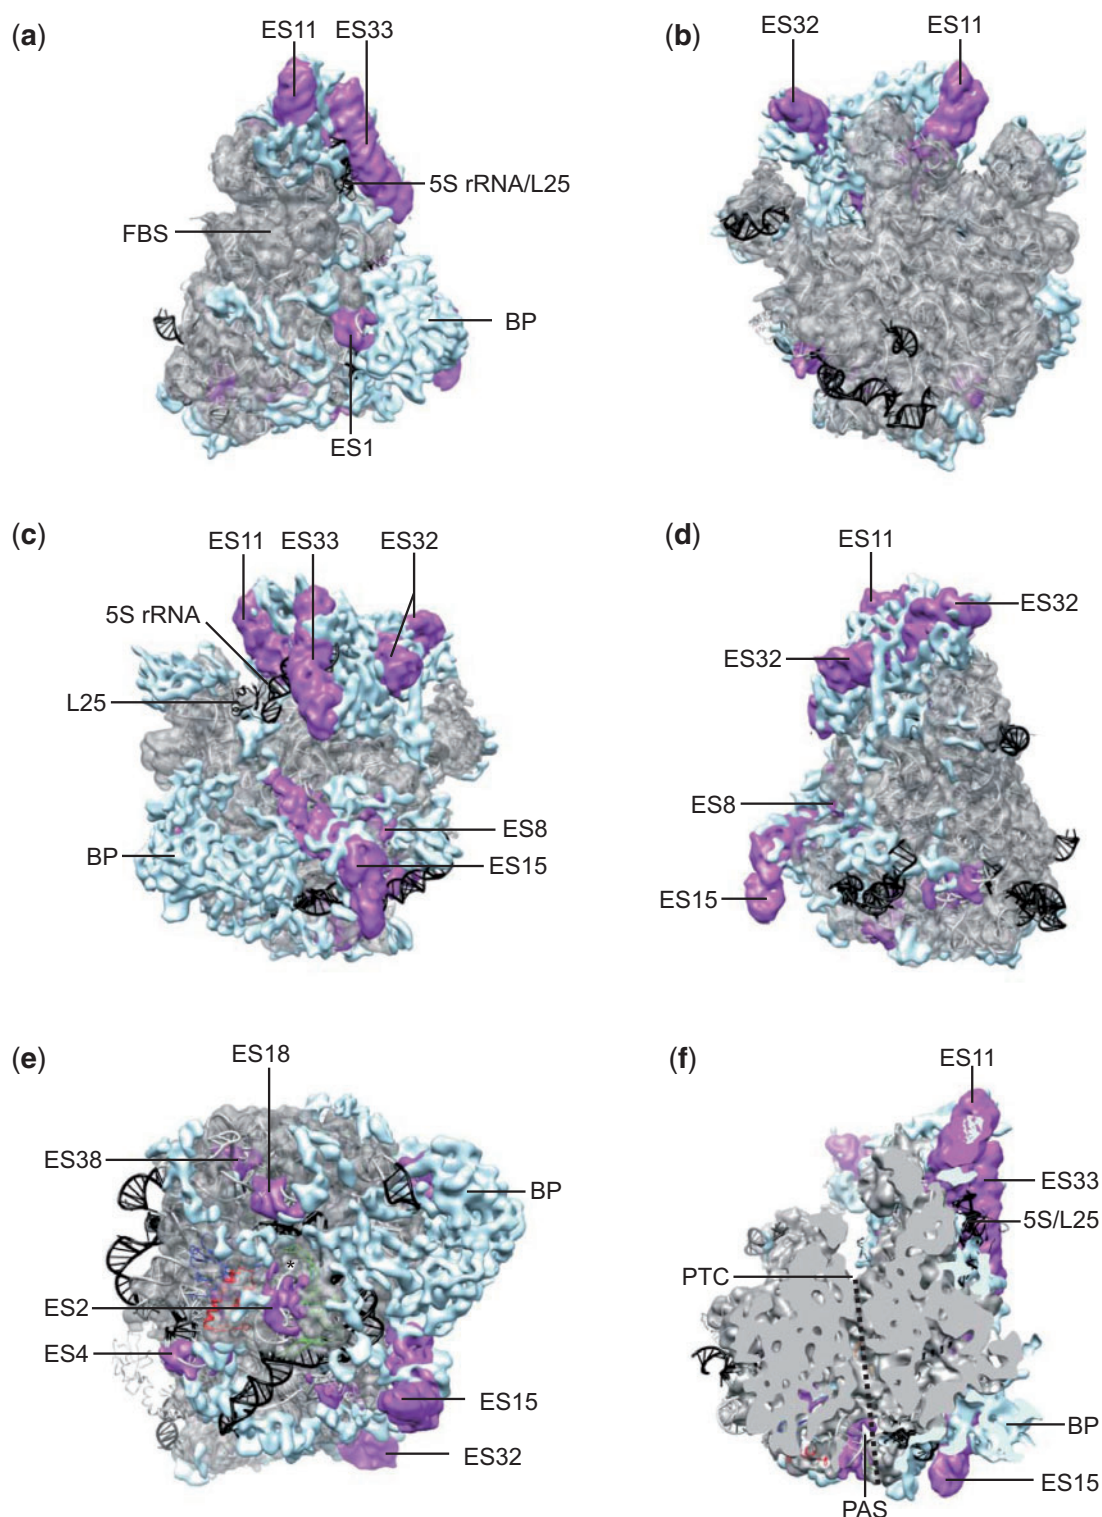 (a)
ES11 ES33
5S rRNA/L25
FBS
BP
ES1
(b)
ES32 ES11
(c)
ES11 ES33 ES32
5S rRNA
L25
ES8
BP
ES15
(d)
ES11
ES32
ES32
ES8
ES15
(e)
ES18
ES38
BP
*
ES2
ES4
ES15
ES32
(f)
ES11
ES33
5S/L25
PTC
BP
ES15
PAS